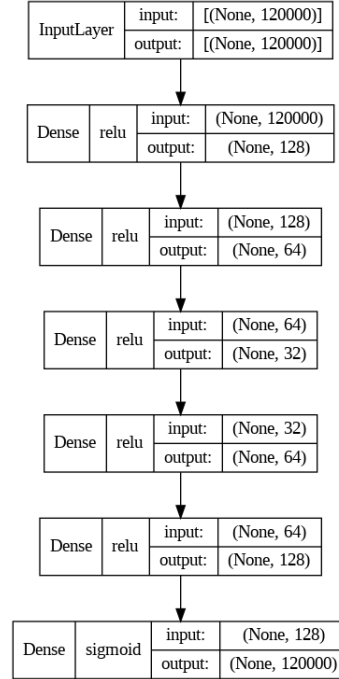 InputLayer input: [(None, 120000)]
output: [(None, 120000)]
Dense relu input: (None, 120000)
output: (None, 128)
Dense relu input: (None, 128)
output: (None, 64)
Dense relu input: (None, 64)
output: (None, 32)
Dense relu input: (None, 32)
output: (None, 64)
Dense relu input: (None, 64)
output: (None, 128)
Dense sigmoid input: (None, 128)
output: (None, 120000)